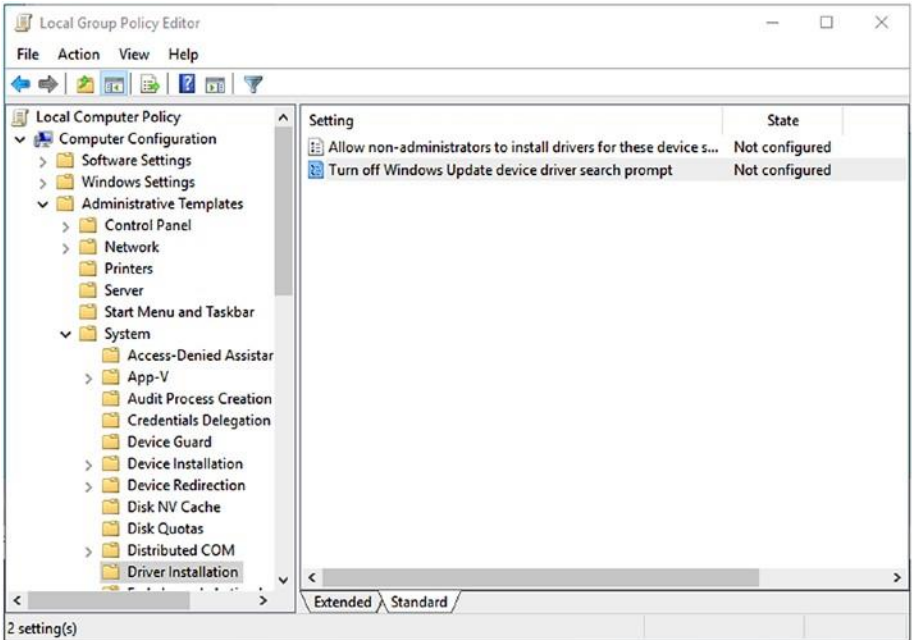 Local Group Policy Editor
File Action View Help
Local Computer Policy
Computer Configuration
Software Settings
Windows Settings
Administrative Templates
Control Panel
Network
Printers
Server
Start Menu and Taskbar
System
Access-Denied Assistar
App-V
Audit Process Creation
Credentials Delegation
Device Guard
Device Installation
Device Redirection
Disk NV Cache
Disk Quotas
Distributed COM
Driver Installation
Setting State
Allow non-administrators to install drivers for these device s... Not configured
Turn off Windows Update device driver search prompt Not configured
Extended Standard
2 setting(s)